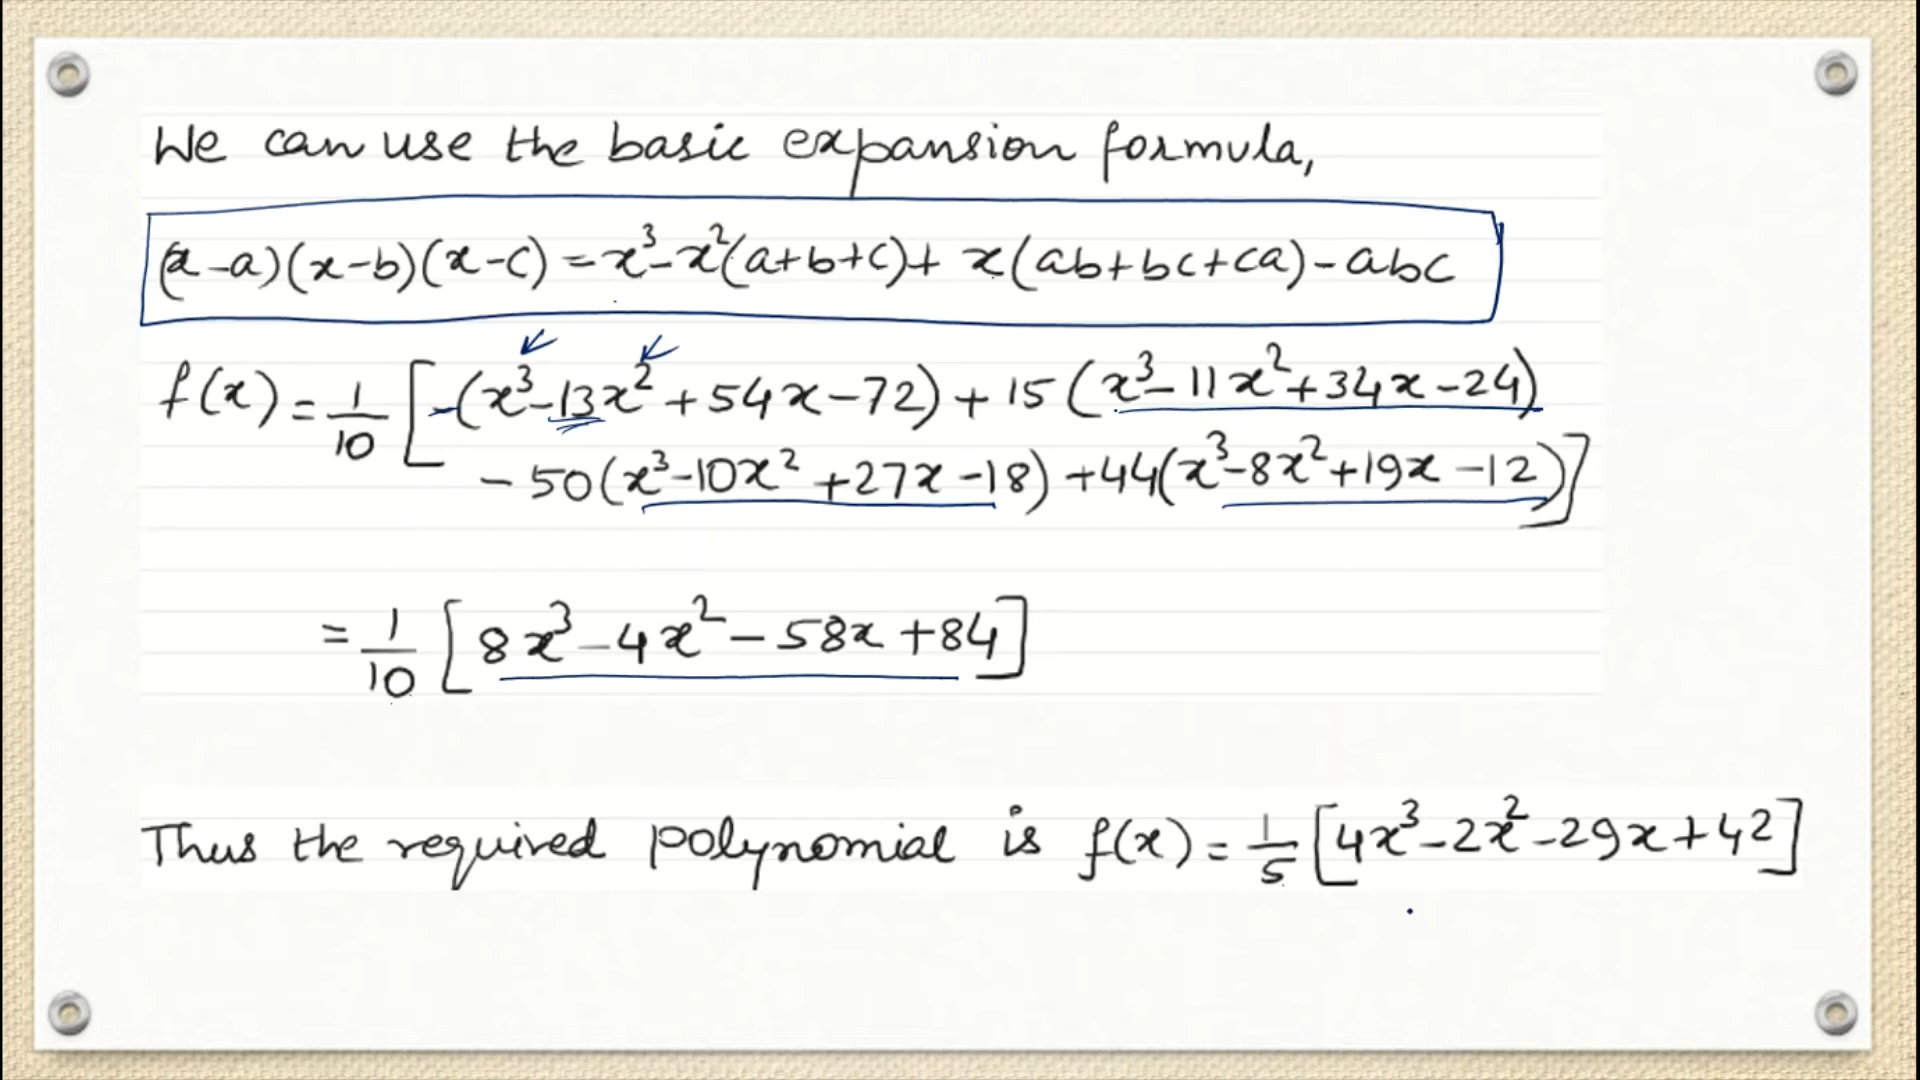 We can use the basic expansion formula,
(x-a)(x-b)(x-c) = x³-x²(a+b+c)+ x(ab+bc+ca)-abc
f(x) = 1/10 [-(x³-13x²+54x-72)+15(x³-11x²+34x-24)
-50(x³-10x²+27x-18)+44(x³-8x²+19x-12)]
= 1/10 [8x³-4x²-58x+84]
Thus the required polynomial is f(x) = 1/5 [4x³-2x²-29x+42]